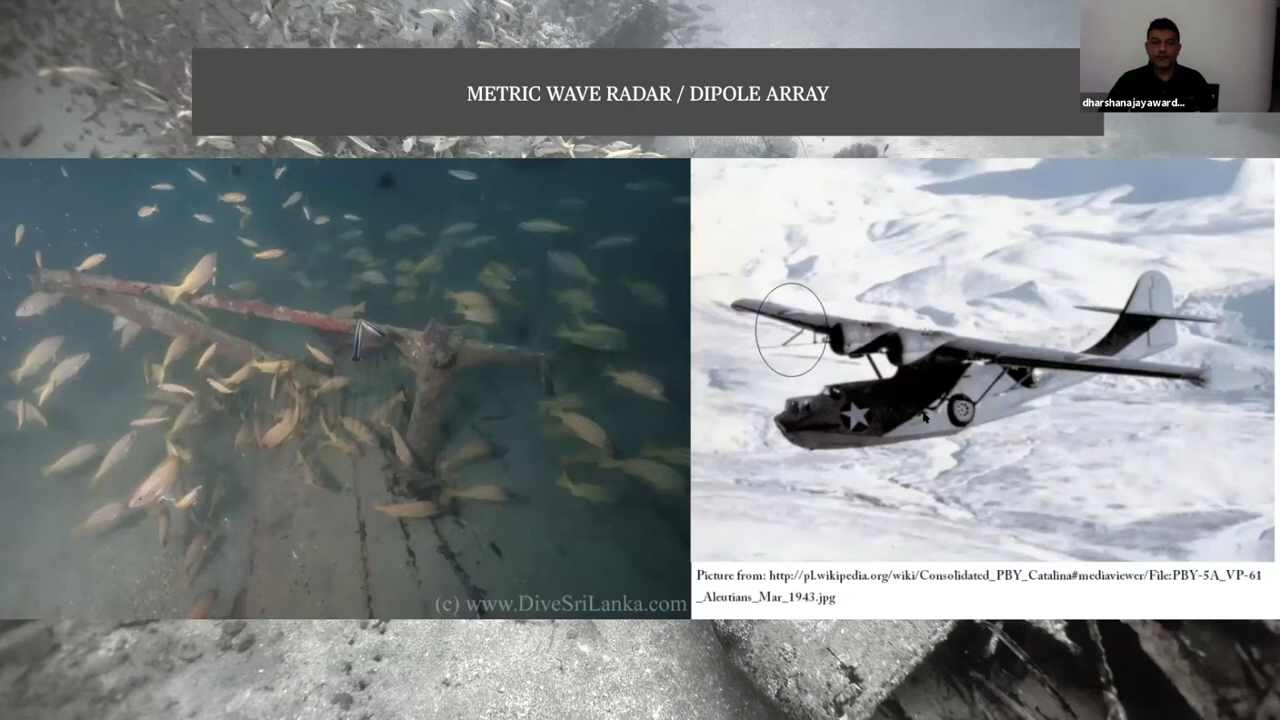 METRIC WAVE RADAR / DIPOLE ARRAY
dharshanajayaward...
(c) www.DiveSriLanka.com
Picture from: http://pl.wikipedia.org/wiki/Consolidated_PBY_Catalina#mediaviewer/File:PBY-5A_VP-61
_Aleutians_Mar_1943.jpg